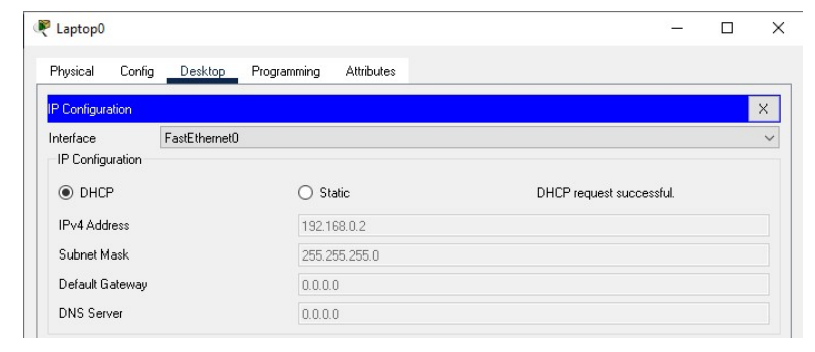 Laptop0
Physical Config Desktop Programming Attributes
IP Configuration X
Interface FastEthernet0
IP Configuration
DHCP Static DHCP request successful.
IPv4 Address 192.168.0.2
Subnet Mask 255.255.255.0
Default Gateway 0.0.0.0
DNS Server 0.0.0.0